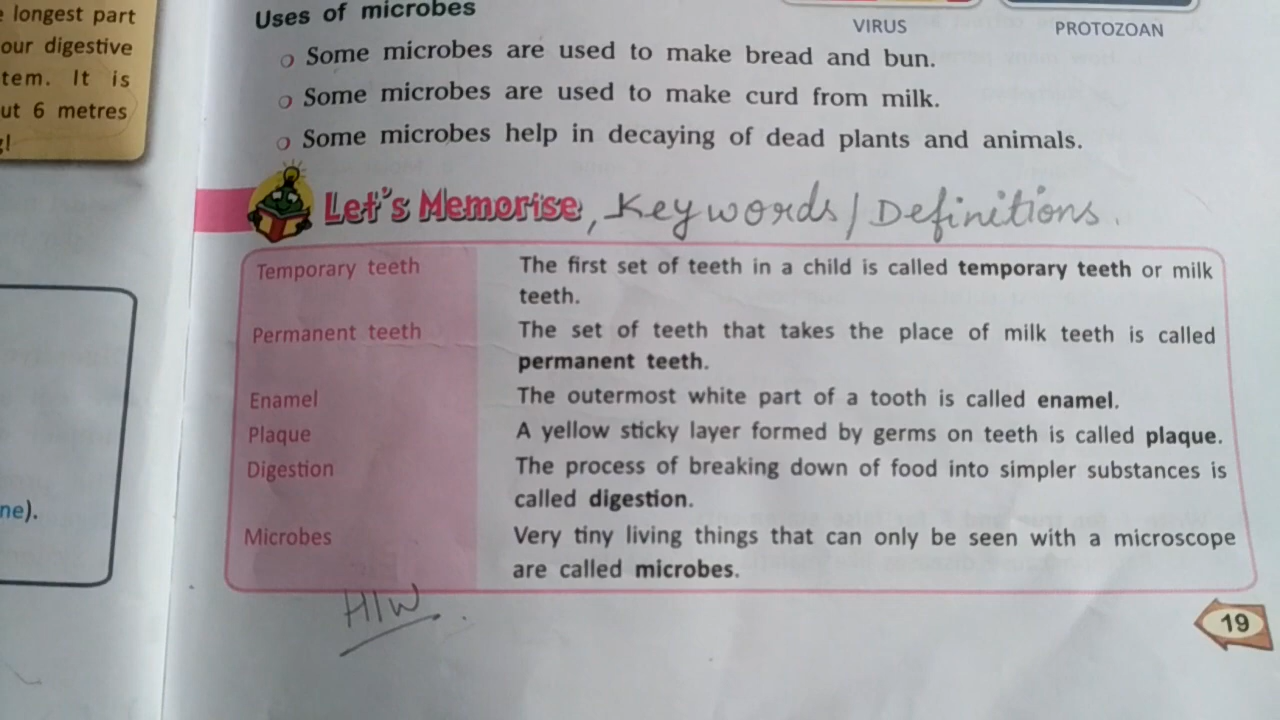 longest part
our digestive
tem. It is
ut 6 metres
g!
ne).
VIRUS
PROTOZOAN
Uses of microbes
Some microbes are used to make bread and bun.
Some microbes are used to make curd from milk.
Some microbes help in decaying of dead plants and animals.
Let's Memorise, Key words / Definitions.
Temporary teeth
The first set of teeth in a child is called temporary teeth or milk
teeth.
Permanent teeth
The set of teeth that takes the place of milk teeth is called
permanent teeth.
Enamel
The outermost white part of a tooth is called enamel.
Plaque
A yellow sticky layer formed by germs on teeth is called plaque.
Digestion
The process of breaking down of food into simpler substances is
called digestion.
Microbes
Very tiny living things that can only be seen with a microscope
are called microbes.
H/W
19